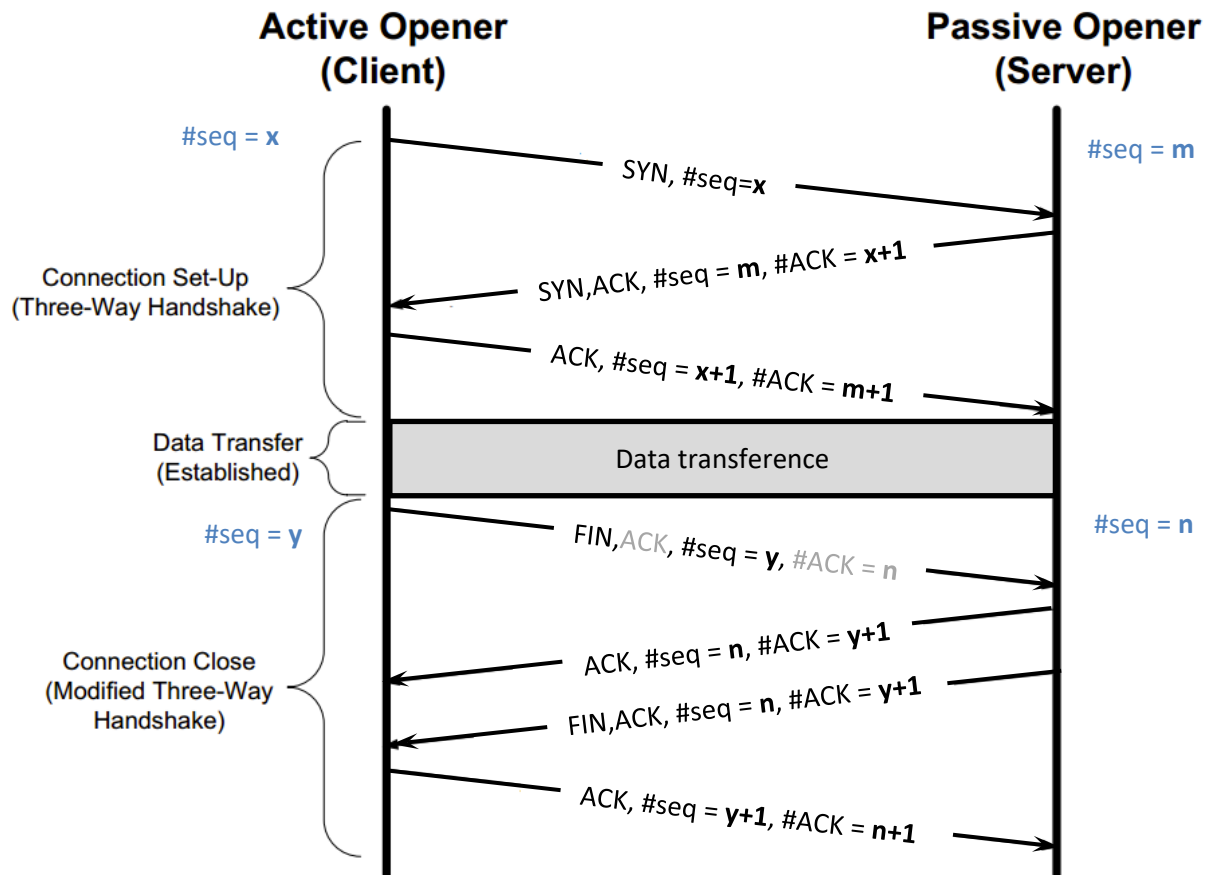 Active Opener
(Client)
Passive Opener
(Server)
#seq = x
#seq = m
SYN, #seq=x
SYN,ACK, #seq = m, #ACK = x+1
Connection Set-Up
(Three-Way Handshake)
ACK, #seq = x+1, #ACK = m+1
Data Transfer
(Established)
Data transference
#seq = y
#seq = n
FIN,ACK, #seq = y, #ACK = n
ACK, #seq = n, #ACK = y+1
Connection Close
(Modified Three-Way
Handshake)
FIN,ACK, #seq = n, #ACK = y+1
ACK, #seq = y+1, #ACK = n+1